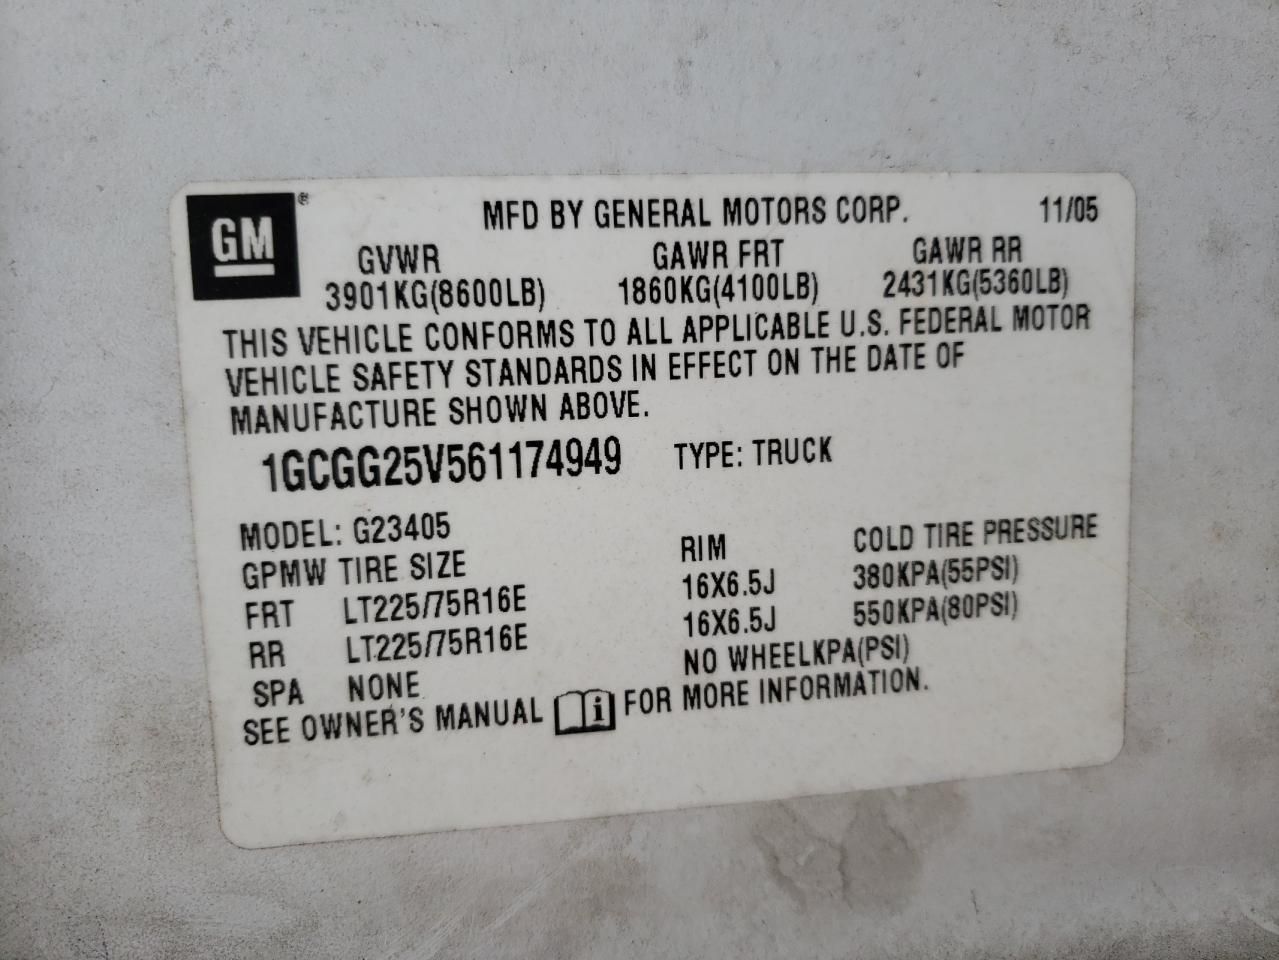 GM®
MFD BY GENERAL MOTORS CORP. 11/05
GVWR GAWR FRT GAWR RR
3901KG(8600LB) 1860KG(4100LB) 2431KG(5360LB)
THIS VEHICLE CONFORMS TO ALL APPLICABLE U.S. FEDERAL MOTOR
VEHICLE SAFETY STANDARDS IN EFFECT ON THE DATE OF
MANUFACTURE SHOWN ABOVE.
1GCGG25V561174949 TYPE: TRUCK
MODEL: G23405
GPMW TIRE SIZE RIM COLD TIRE PRESSURE
FRT LT225/75R16E 16X6.5J 380KPA(55PSI)
RR LT225/75R16E 16X6.5J 550KPA(80PSI)
SPA NONE NO WHEELKPA(PSI)
SEE OWNER'S MANUAL i FOR MORE INFORMATION.